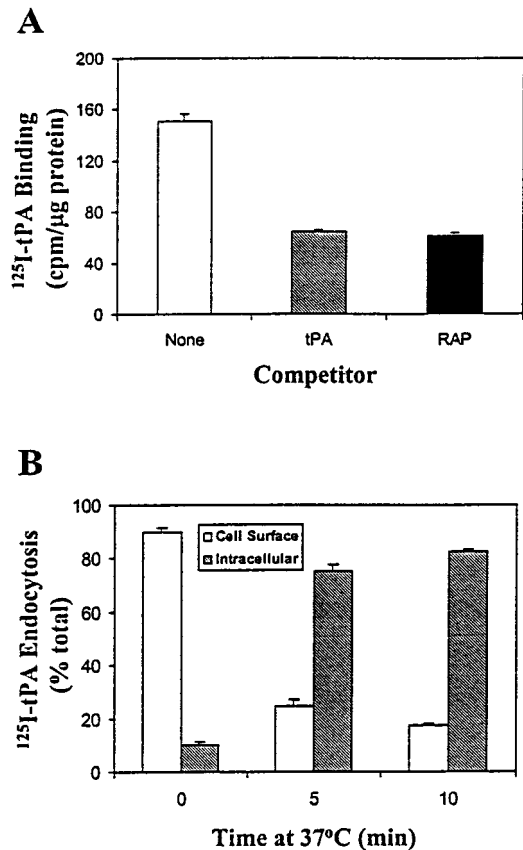 A
¹²⁵I-tPA Binding
(cpm/µg protein)
200
160
120
80
40
0
None tPA RAP
Competitor
B
¹²⁵I-tPA Endocytosis
(% total)
100
80
60
40
20
0
Cell Surface
Intracellular
0 5 10
Time at 37ºC (min)